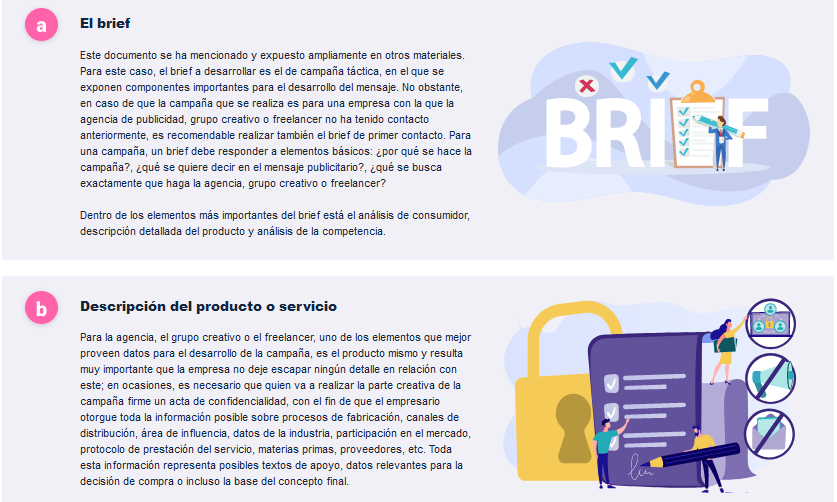 a
El brief
Este documento se ha mencionado y expuesto ampliamente en otros materiales.
Para este caso, el brief a desarrollar es el de campaña táctica, en el que se
exponen componentes importantes para el desarrollo del mensaje. No obstante,
en caso de que la campaña que se realiza es para una empresa con la que la
agencia de publicidad, grupo creativo o freelancer no ha tenido contacto
anteriormente, es recomendable realizar también el brief de primer contacto. Para
una campaña, un brief debe responder a elementos básicos: ¿por qué se hace la
campaña?, ¿qué se quiere decir en el mensaje publicitario?, ¿qué se busca
exactamente que haga la agencia, grupo creativo o freelancer?
Dentro de los elementos más importantes del brief está el análisis de consumidor,
descripción detallada del producto y análisis de la competencia.
BRIEF
b
Descripción del producto o servicio
Para la agencia, el grupo creativo o el freelancer, uno de los elementos que mejor
proveen datos para el desarrollo de la campaña, es el producto mismo y resulta
muy importante que la empresa no deje escapar ningún detalle en relación con
este; en ocasiones, es necesario que quien va a realizar la parte creativa de la
campaña firme un acta de confidencialidad, con el fin de que el empresario
otorgue toda la información posible sobre procesos de fabricación, canales de
distribución, área de influencia, datos de la industria, participación en el mercado,
protocolo de prestación del servicio, materias primas, proveedores, etc. Toda
esta información representa posibles textos de apoyo, datos relevantes para la
decisión de compra o incluso la base del concepto final.